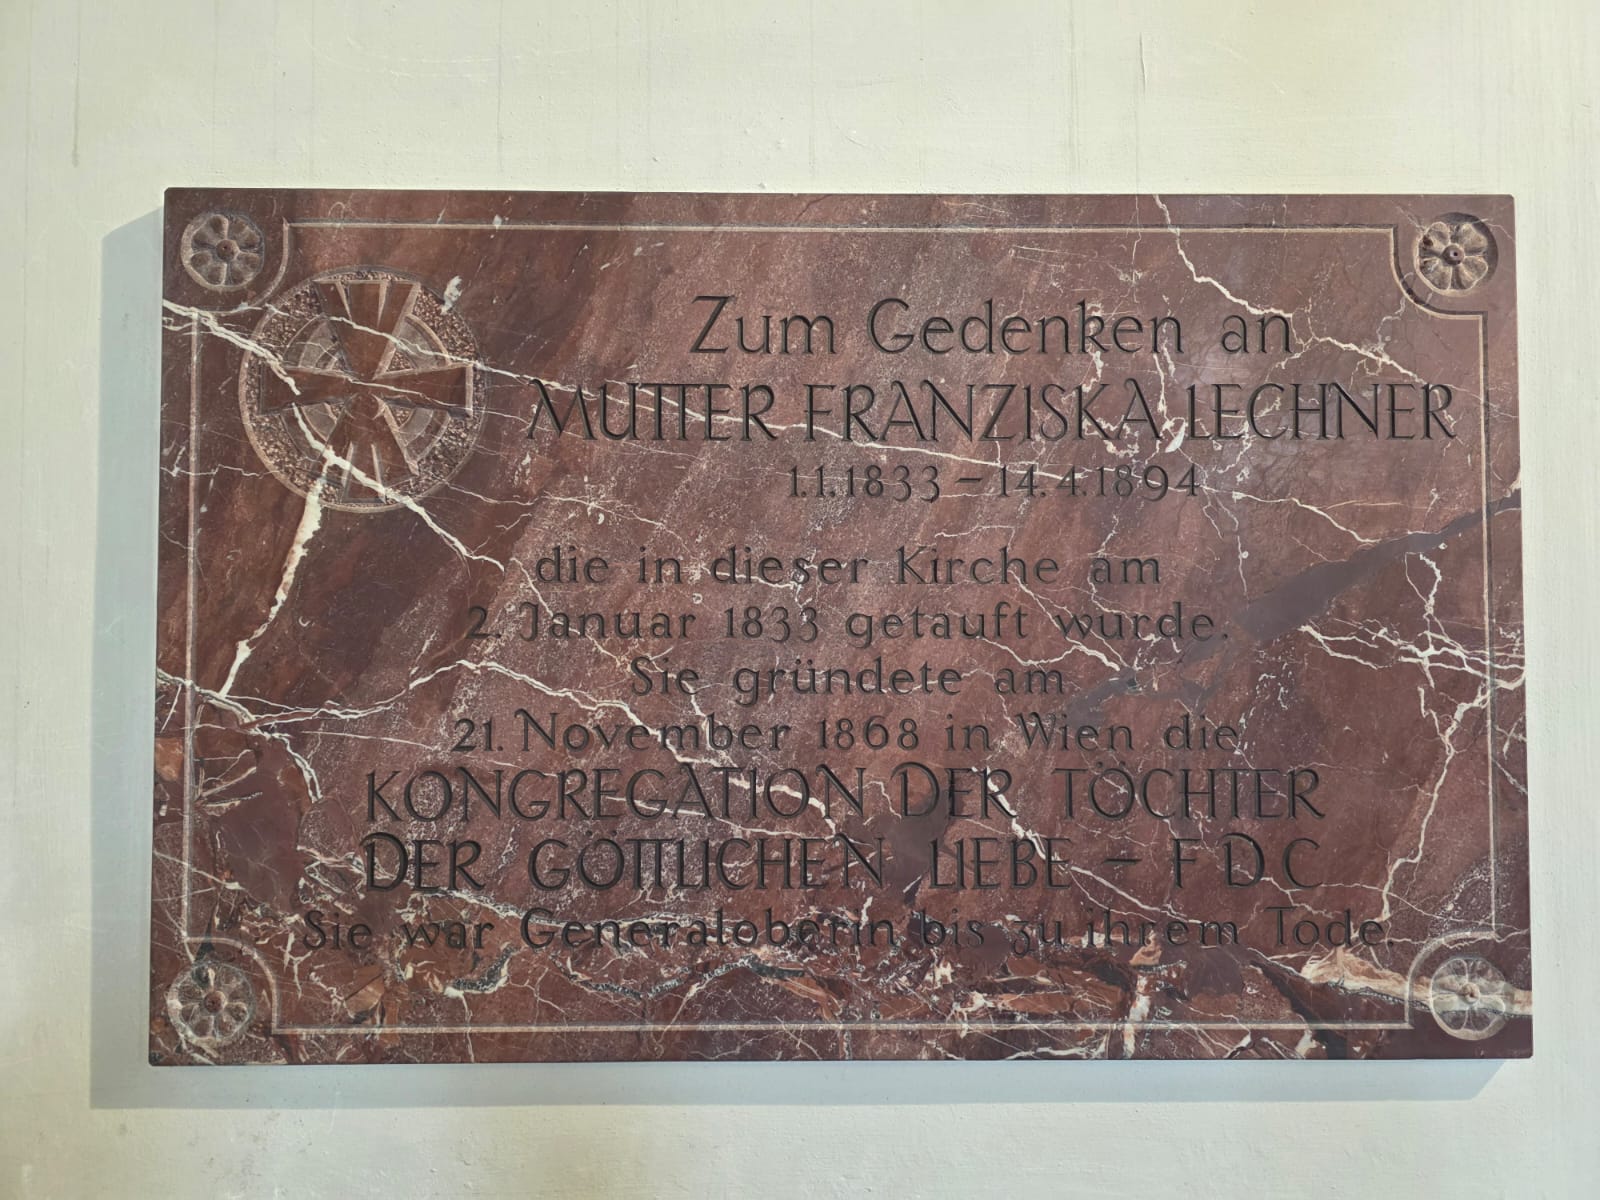 Zum Gedenken an
MUTTER FRANZISKA LECHNER
1.1.1833 – 14.4.1894
die in dieser Kirche am
2. Januar 1833 getauft wurde.
Sie gründete am
21. November 1868 in Wien die
KONGREGATION DER TÖCHTER
DER GÖTTLICHEN LIEBE – FDC
Sie war Generaloberin bis zu ihrem Tode.